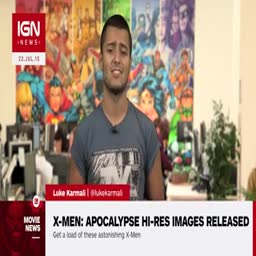 IGN
NEWS
22.JUL.15
Luke Karmali | @lukekarmali
MOVIE
NEWS
X-MEN: APOCALYPSE HI-RES IMAGES RELEASED
Get a load of these astonishing X-Men